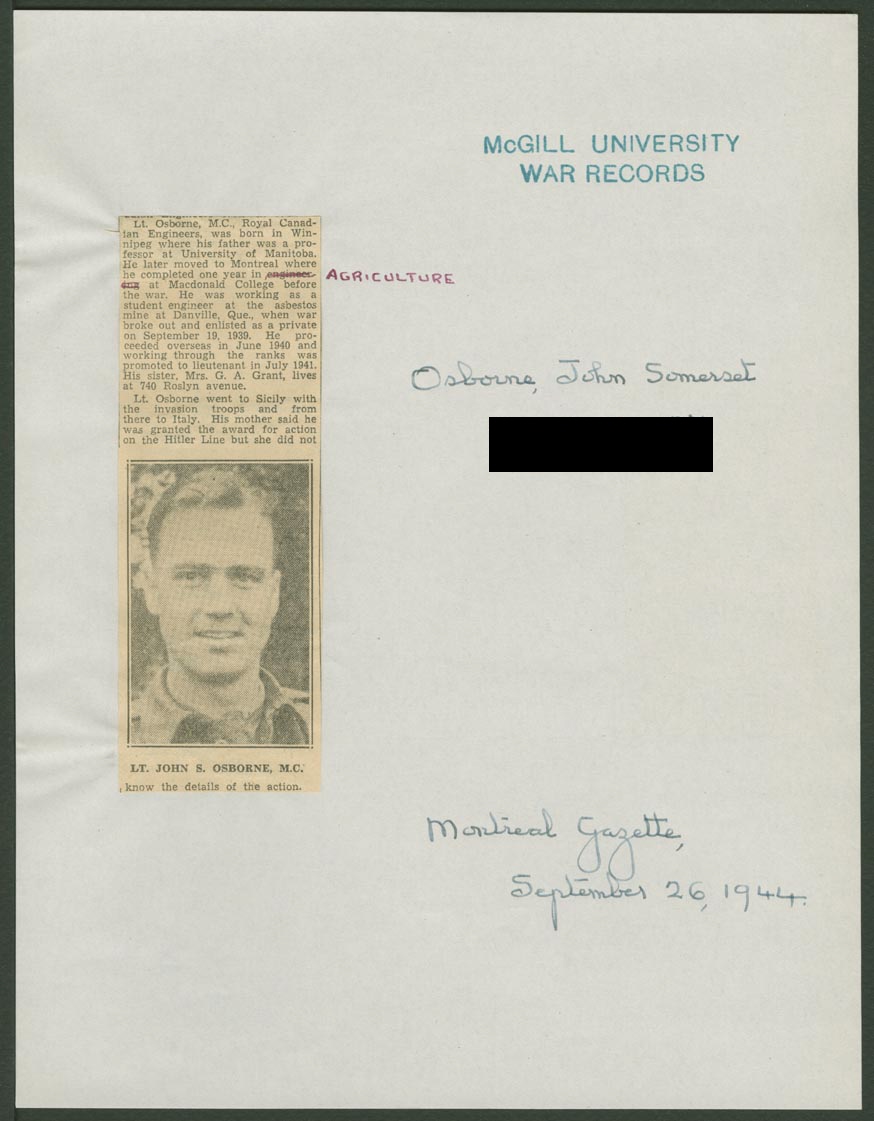 McGILL UNIVERSITY
WAR RECORDS
Lt. Osborne, M.C., Royal Canad-
ian Engineers, was born in Win-
nipeg where his father was a pro-
fessor at University of Manitoba.
He later moved to Montreal where
he completed one year in engineer- AGRICULTURE
ing at Macdonald College before
the war. He was working as a
student engineer at the asbestos
mine at Danville, Que., when war
broke out and enlisted as a private
on September 19, 1939. He pro-
ceeded overseas in June 1940 and
working through the ranks was
promoted to lieutenant in July 1941.
His sister, Mrs. G. A. Grant, lives
at 740 Roslyn avenue.
Lt. Osborne went to Sicily with
the invasion troops and from
there to Italy. His mother said he
was granted the award for action
on the Hitler Line but she did not
LT. JOHN S. OSBORNE, M.C.
know the details of the action.
Osborne, John Somerset
Montreal Gazette,
September 26, 1944.